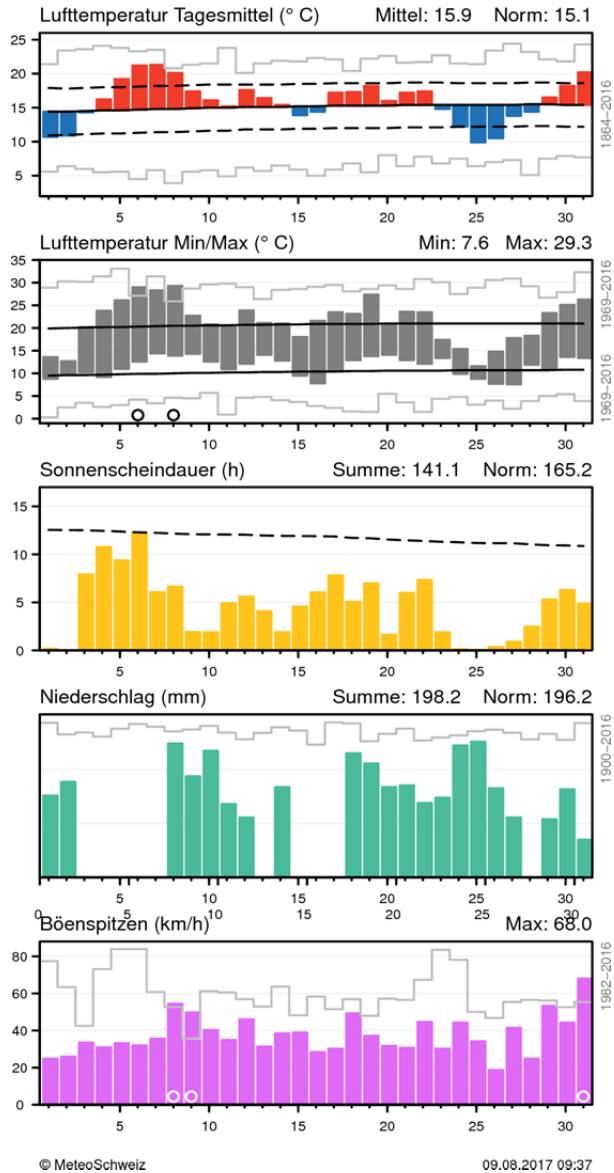 Lufttemperatur Tagesmittel (° C) Mittel: 15.9 Norm: 15.1
25
20
15
10
5
1864–2016
5 10 15 20 25 30
Lufttemperatur Min/Max (° C) Min: 7.6 Max: 29.3
35
30
25
20
15
10
5
0
1969–2016 1969–2016
5 10 15 20 25 30
Sonnenscheindauer (h) Summe: 141.1 Norm: 165.2
15
10
5
0
5 10 15 20 25 30
Niederschlag (mm) Summe: 198.2 Norm: 196.2
1900–2016
0 5 10 15 20 25 30
Böenspitzen (km/h) Max: 68.0
80
60
40
20
0
1982–2016
5 10 15 20 25 30
© MeteoSchweiz 09.08.2017 09:37